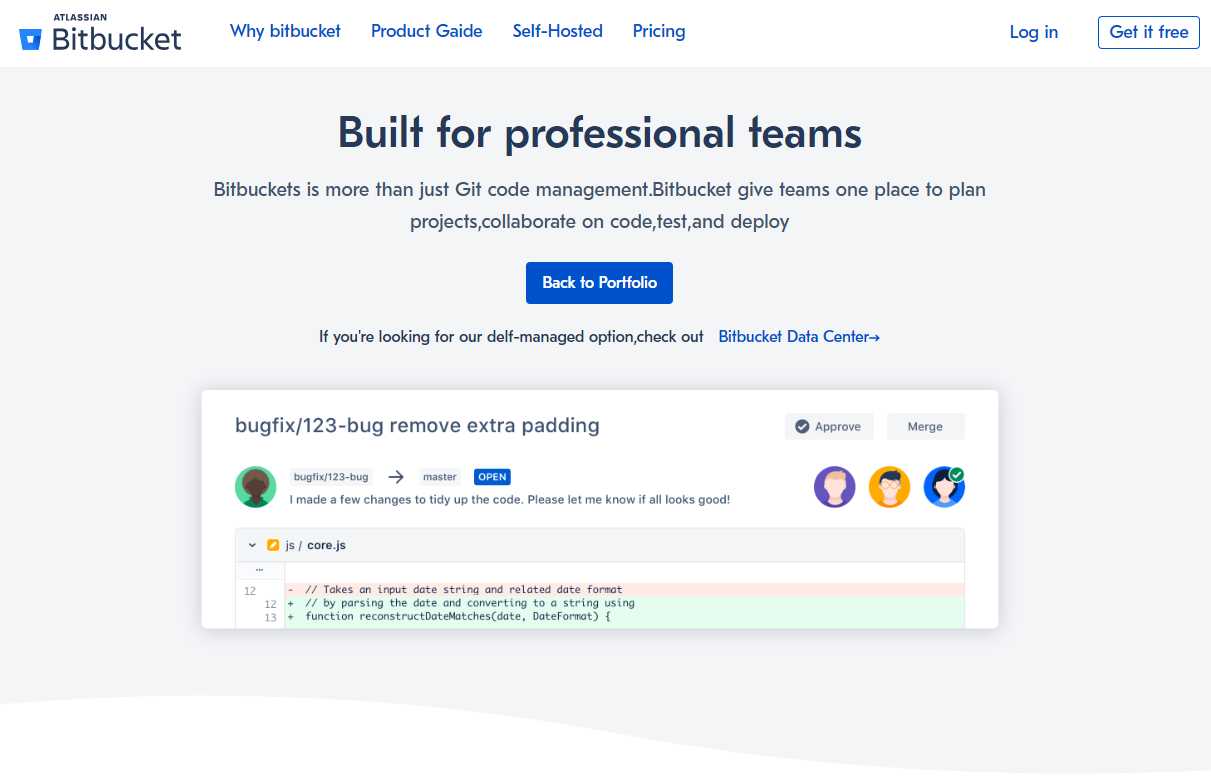 ATLASSIAN
Bitbucket
Why bitbucket Product Gaide Self-Hosted Pricing Log in Get it free
Built for professional teams
Bitbuckets is more than just Git code management.Bitbucket give teams one place to plan
projects,collaborate on code,test,and deploy
Back to Portfolio
If you're looking for our delf-managed option,check out Bitbucket Data Center→
bugfix/123-bug remove extra padding Approve Merge
bugfix/123-bug → master OPEN
I made a few changes to tidy up the code. Please let me know if all looks good!
js / core.js
...
12 - // Takes an input date string and related date format
12 + // by parsing the date and converting to a string using
13 + function reconstructDateMatches(date, DateFormat) {